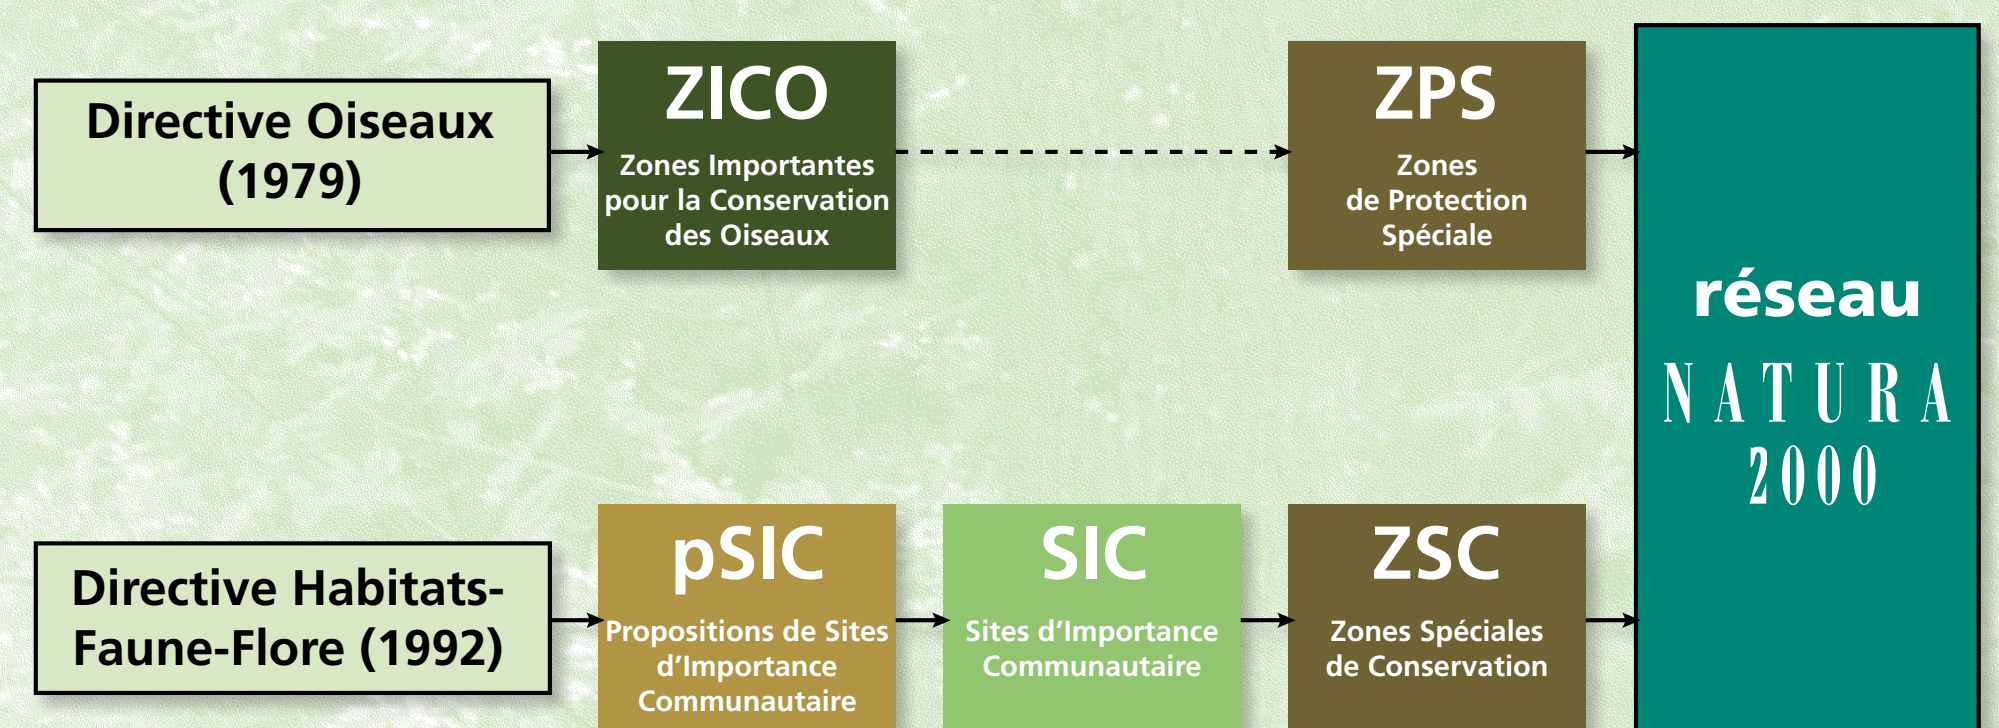 Directive Oiseaux
(1979)
ZICO
Zones Importantes
pour la Conservation
des Oiseaux
ZPS
Zones
de Protection
Spéciale
réseau
NATURA
2000
Directive Habitats-
Faune-Flore (1992)
pSIC
Propositions de Sites
d’Importance
Communautaire
SIC
Sites d’Importance
Communautaire
ZSC
Zones Spéciales
de Conservation